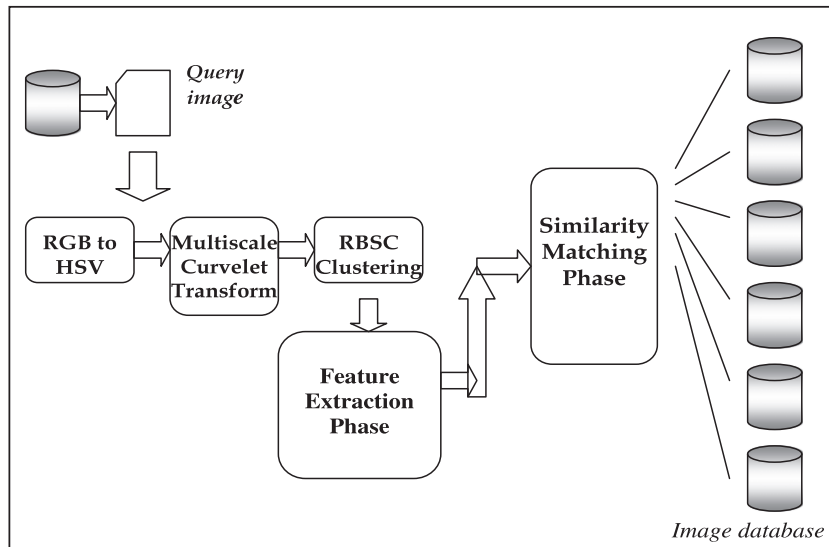 Query
image
RGB to
HSV
Multiscale
Curvelet
Transform
RBSC
Clustering
Feature
Extraction
Phase
Similarity
Matching
Phase
Image database